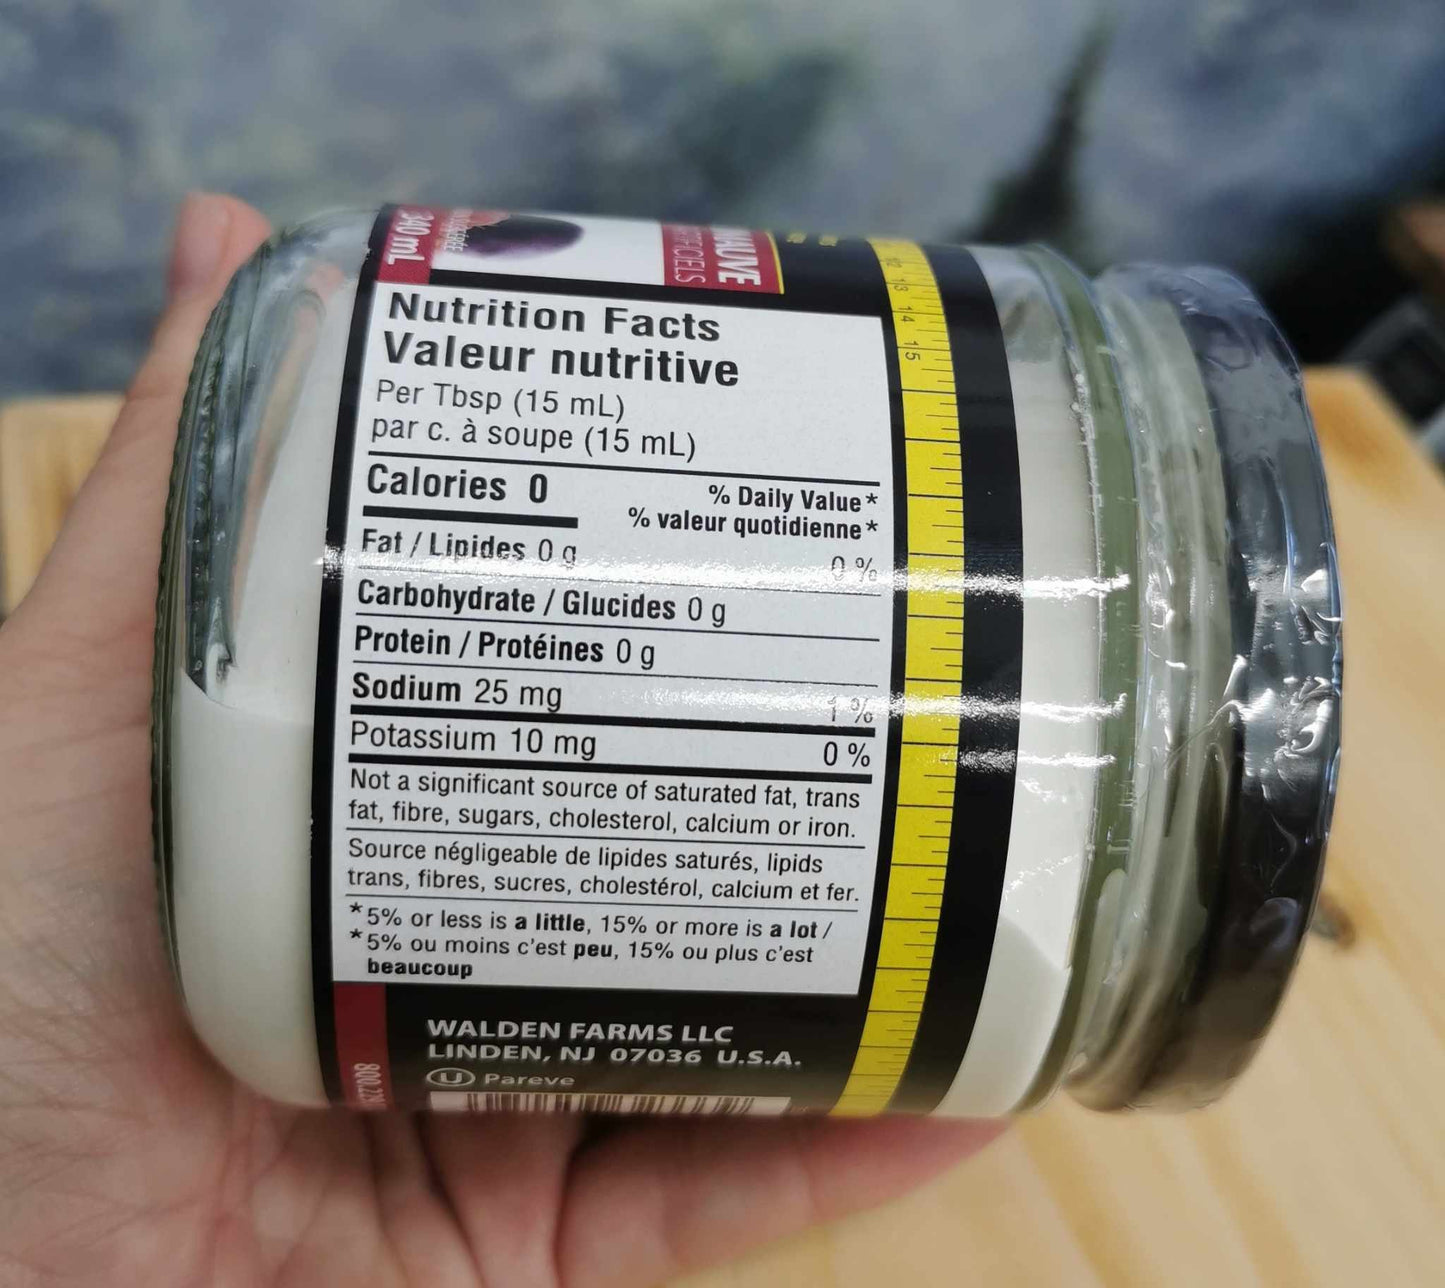 340 mL
MAUVE
Nutrition Facts
Valeur nutritive
Per Tbsp (15 mL)
par c. à soupe (15 mL)
Calories 0
% Daily Value*
% valeur quotidienne*
Fat / Lipides 0 g 0 %
Carbohydrate / Glucides 0 g
Protein / Protéines 0 g
Sodium 25 mg 1 %
Potassium 10 mg 0 %
Not a significant source of saturated fat, trans
fat, fibre, sugars, cholesterol, calcium or iron.
Source négligeable de lipides saturés, lipids
trans, fibres, sucres, cholestérol, calcium et fer.
*5% or less is a little, 15% or more is a lot /
*5% ou moins c'est peu, 15% ou plus c'est
beaucoup
WALDEN FARMS LLC
LINDEN, NJ 07036 U.S.A.
U Pareve
12 13 14 15